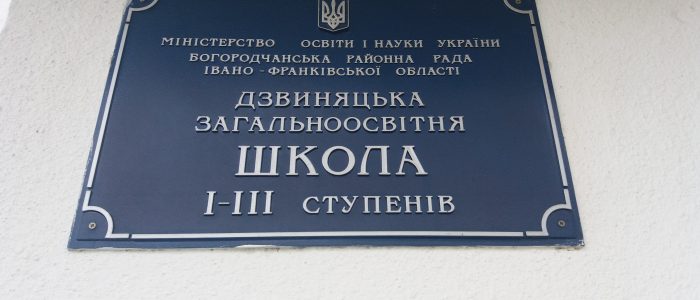 МІНІСТЕРСТВО ОСВІТИ І НАУКИ УКРАЇНИ
БОГОРОДЧАНСЬКА РАЙОННА РАДА
ІВАНО-ФРАНКІВСЬКОЇ ОБЛАСТІ
ДЗВИНЯЦЬКА
ЗАГАЛЬНООСВІТНЯ
ШКОЛА
І-ІІІ СТУПЕНІВ